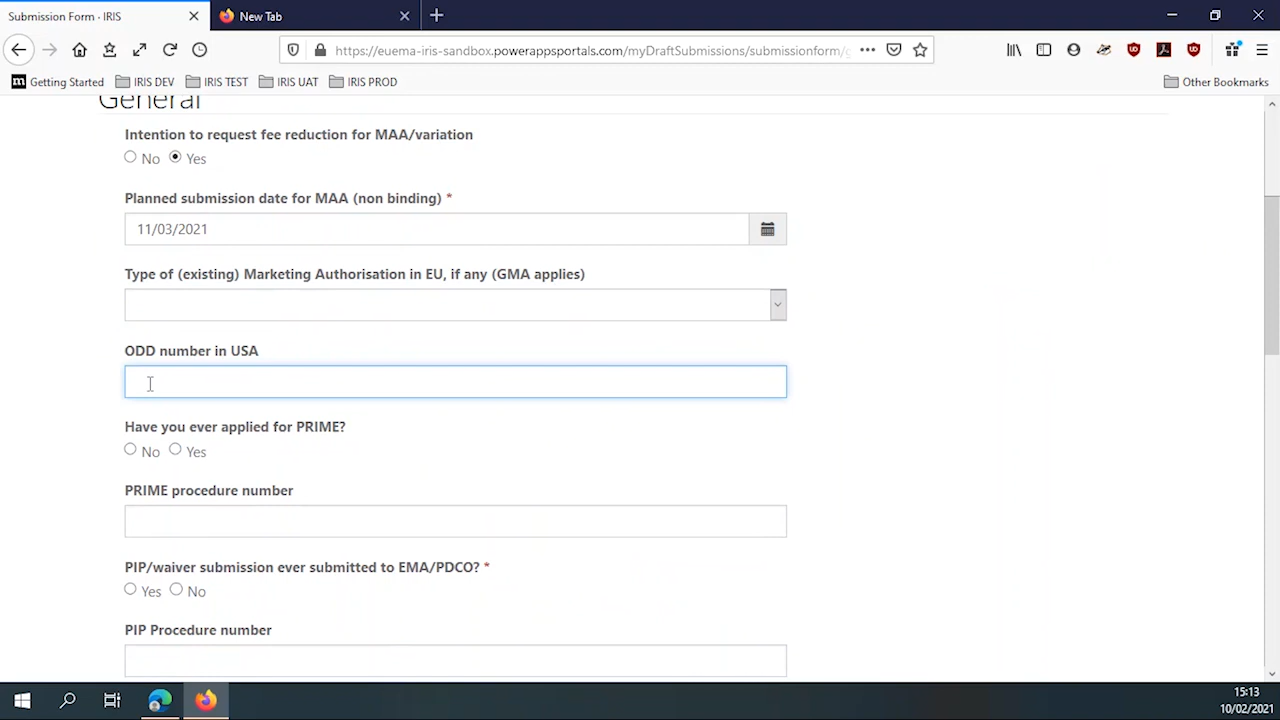 Submission Form - IRIS
New Tab
https://euema-iris-sandbox.powerappsportals.com/myDraftSubmissions/submissionform/
Getting Started
IRIS DEV
IRIS TEST
IRIS UAT
IRIS PROD
Other Bookmarks
General
Intention to request fee reduction for MAA/variation
No
Yes
Planned submission date for MAA (non binding) *
11/03/2021
Type of (existing) Marketing Authorisation in EU, if any (GMA applies)
ODD number in USA
Have you ever applied for PRIME?
No
Yes
PRIME procedure number
PIP/waiver submission ever submitted to EMA/PDCO? *
Yes
No
PIP Procedure number
15:13
10/02/2021